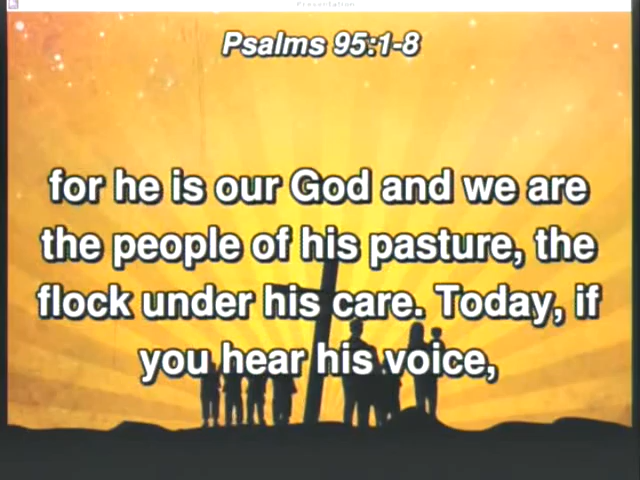 Presentation
Psalms 95:1-8
for he is our God and we are
the people of his pasture, the
flock under his care. Today, if
you hear his voice,